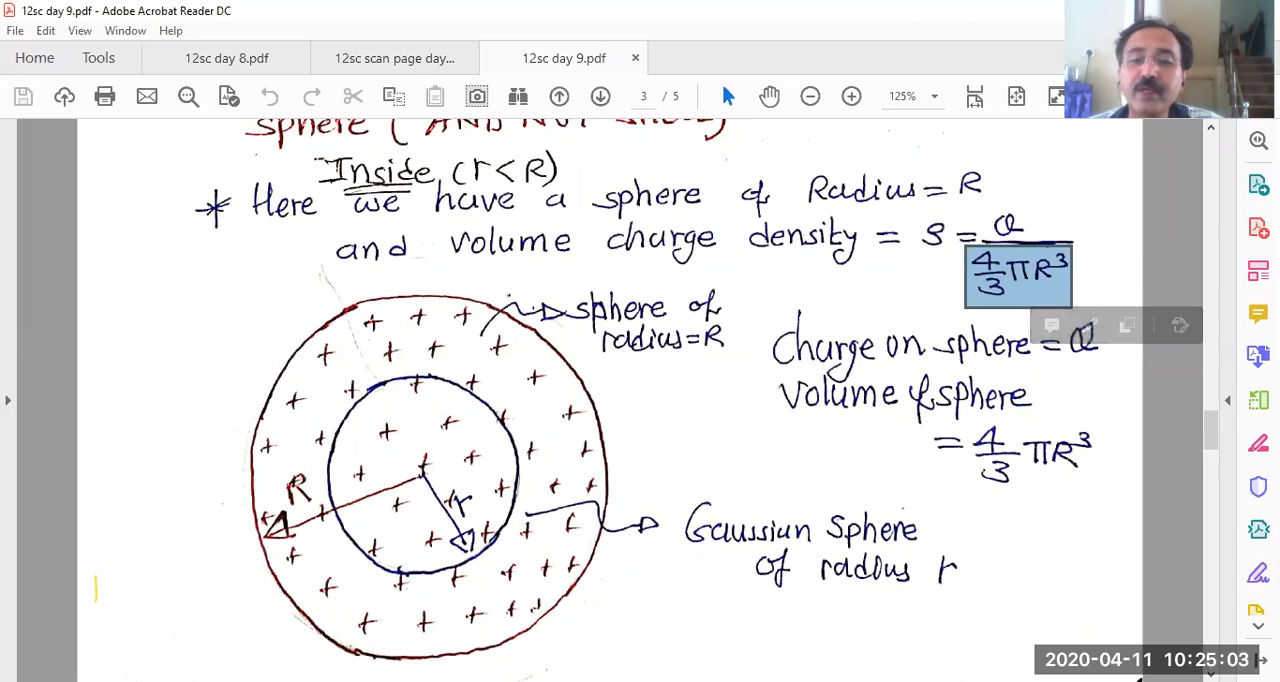 12sc day 9.pdf - Adobe Acrobat Reader DC
File Edit View Window Help
Home Tools 12sc day 8.pdf 12sc scan page day... 12sc day 9.pdf ×
3 / 5 125%
sphere (AND NOT
Inside (r<R)
* Here we have a sphere of Radius = R
and volume charge density = ρ = Q
4/3 πR³
sphere of
radius=R
Charge on sphere = Q
Volume of sphere
= 4/3 πR³
R
r
Gaussian Sphere
of radius r
2020-04-11 10:25:03